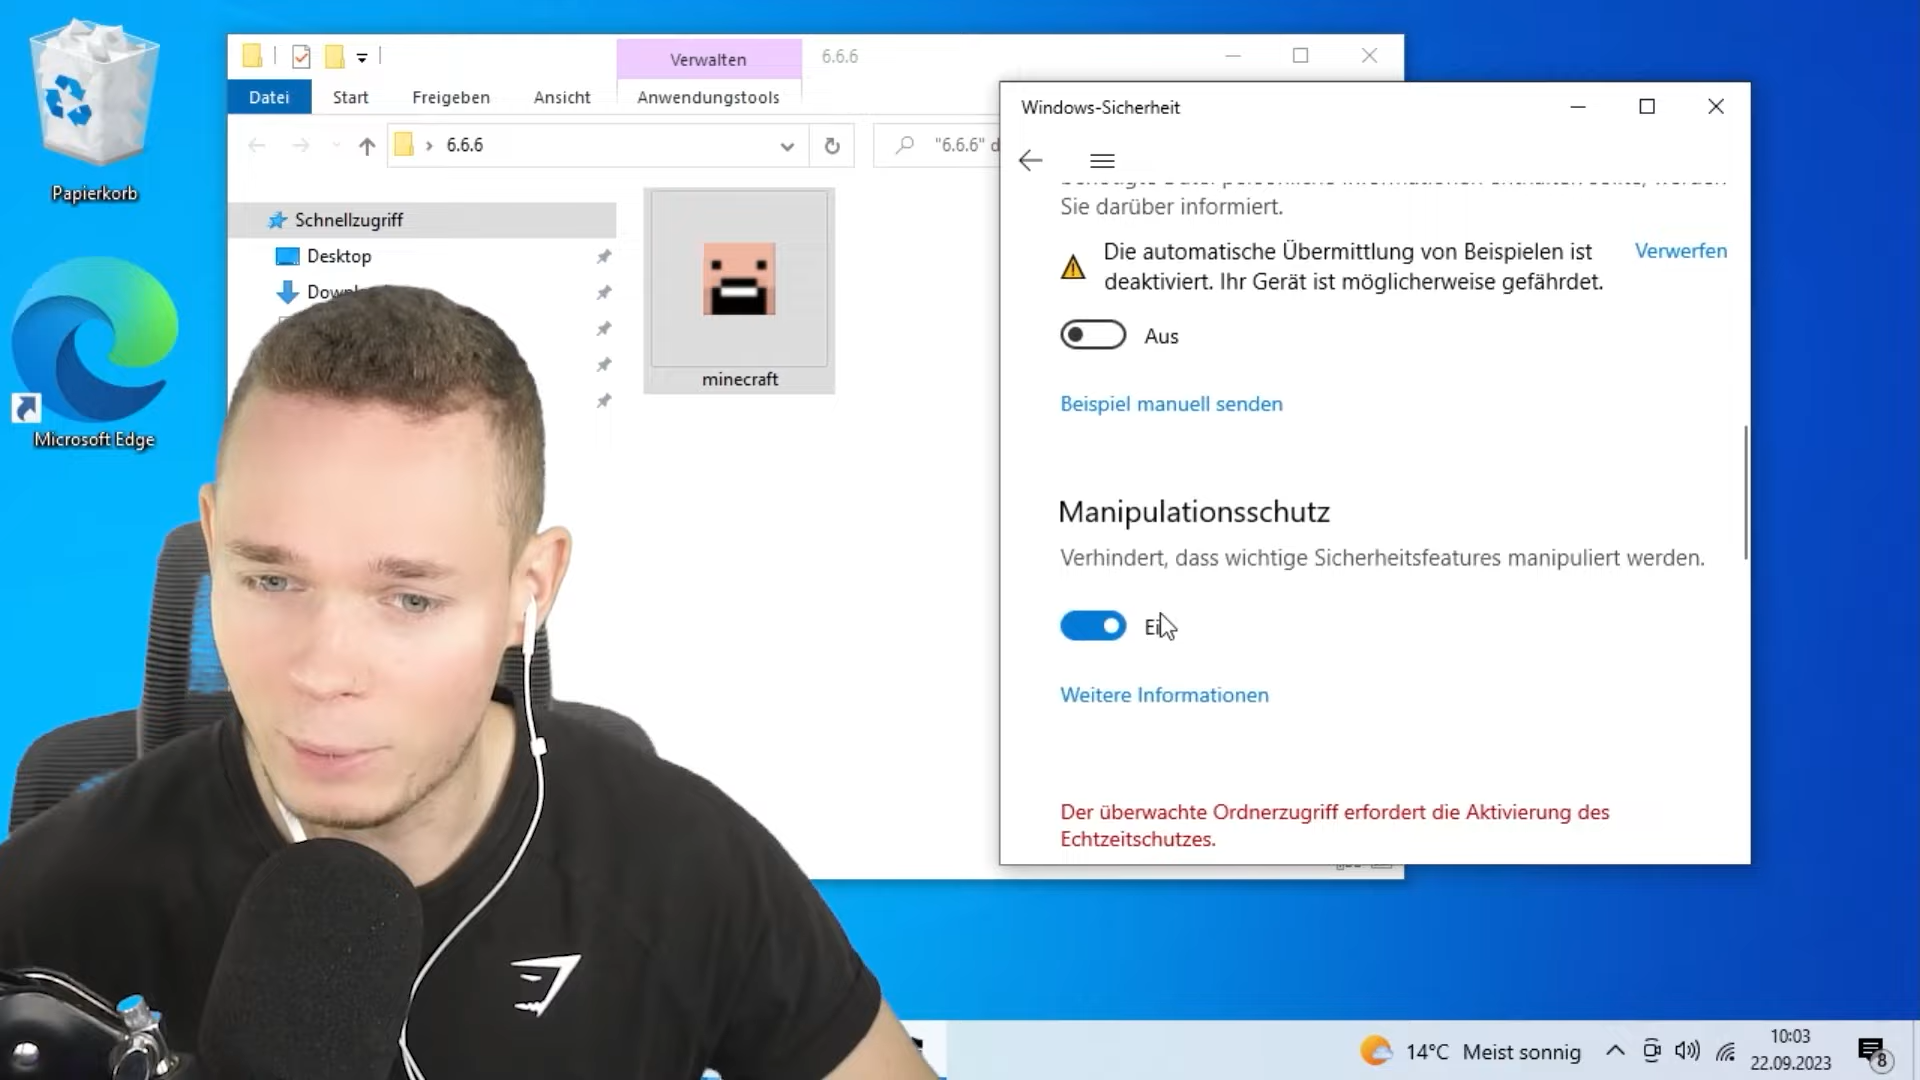 Papierkorb
Microsoft Edge
Verwalten
6.6.6
Datei
Start
Freigeben
Ansicht
Anwendungstools
6.6.6
"6.6.6" d
Schnellzugriff
Desktop
minecraft
Windows-Sicherheit
Sie darüber informiert.
Die automatische Übermittlung von Beispielen ist
deaktiviert. Ihr Gerät ist möglicherweise gefährdet.
Verwerfen
Aus
Beispiel manuell senden
Manipulationsschutz
Verhindert, dass wichtige Sicherheitsfeatures manipuliert werden.
Weitere Informationen
Der überwachte Ordnerzugriff erfordert die Aktivierung des
Echtzeitschutzes.
14°C Meist sonnig
10:03
22.09.2023
8